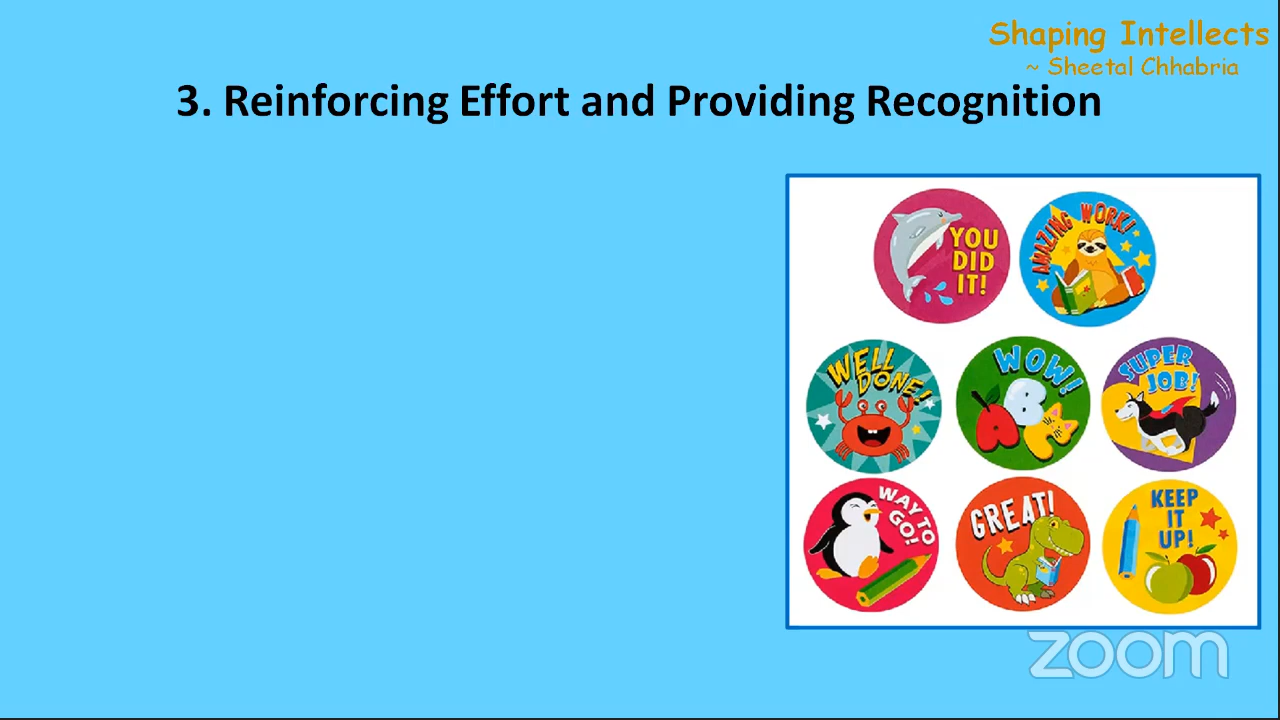 Shaping Intellects
~ Sheetal Chhabria
3. Reinforcing Effort and Providing Recognition
YOU
DID
IT!
AMAZING WORK!
WELL
DONE!
WOW!
A B
SUPER
JOB!
WAY TO
GO!
GREAT!
KEEP
IT
UP!
zoom